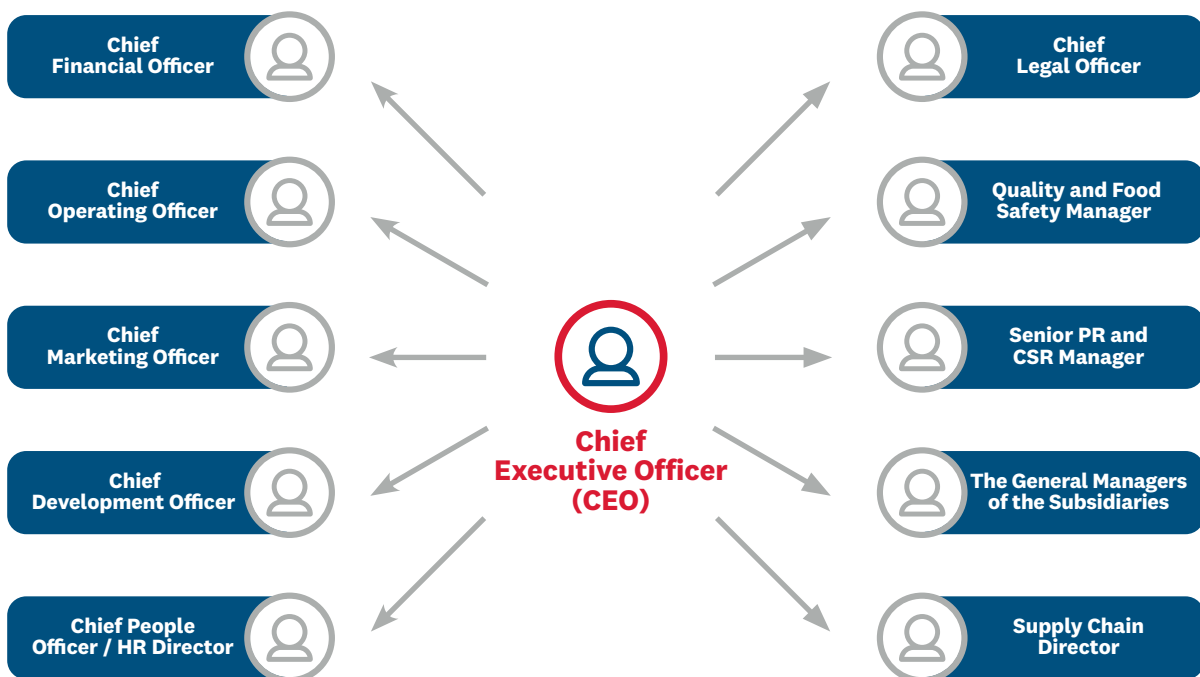 Chief
Financial Officer
Chief
Operating Officer
Chief
Marketing Officer
Chief
Development Officer
Chief People
Officer / HR Director
Chief
Executive Officer
(CEO)
Chief
Legal Officer
Quality and Food
Safety Manager
Senior PR and
CSR Manager
The General Managers
of the Subsidiaries
Supply Chain
Director